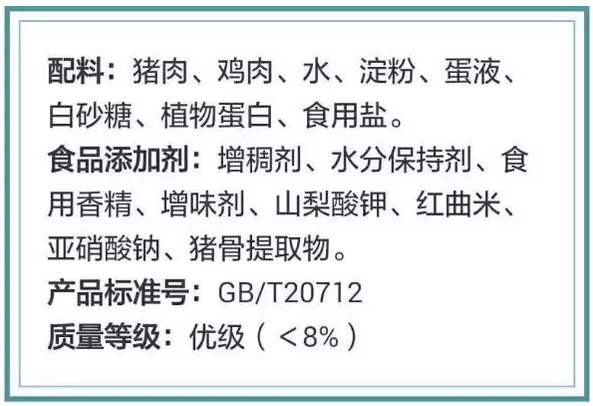 配料：猪肉、鸡肉、水、淀粉、蛋液、
白砂糖、植物蛋白、食用盐。
食品添加剂：增稠剂、水分保持剂、食
用香精、增味剂、山梨酸钾、红曲米、
亚硝酸钠、猪骨提取物。
产品标准号：GB/T20712
质量等级：优级（＜8%）